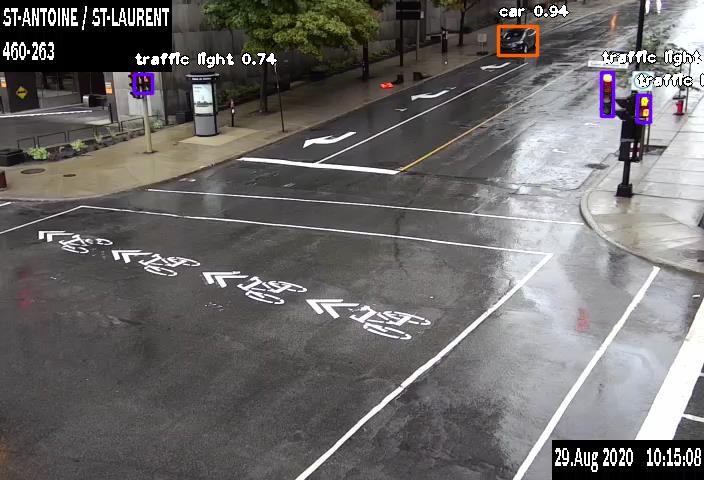 ST-ANTOINE / ST-LAURENT
460-263
car 0.94
traffic light 0.74
traffic light
traffic l
29.Aug 2020 10:15:08